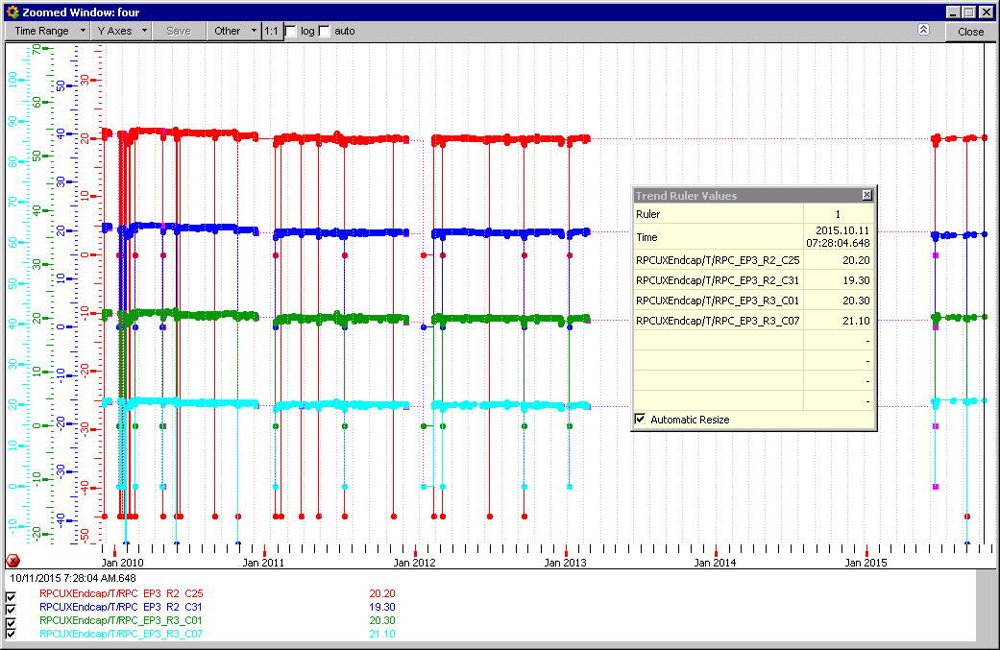 Zoomed Window: four
Time Range Y Axes Save Other 1:1 log auto Close
70 60 50 40 30 20 10 0 -10 -20
100 90 80 70 60 50 40 30 20 10 0 -10
50 40 30 20 10 0 -10 -20 -30 -40
30 20 10 0 -10 -20 -30 -40 -50
Trend Ruler Values
Ruler 1
Time 2015.10.11
07:28:04.648
RPCUXEndcap/T/RPC_EP3_R2_C25 20.20
RPCUXEndcap/T/RPC_EP3_R2_C31 19.30
RPCUXEndcap/T/RPC_EP3_R3_C01 20.30
RPCUXEndcap/T/RPC_EP3_R3_C07 21.10
-
-
-
-
Automatic Resize
Jan 2010 Jan 2011 Jan 2012 Jan 2013 Jan 2014 Jan 2015
10/11/2015 7:28:04 AM.648
RPCUXEndcap/T/RPC_EP3_R2_C25 20.20
RPCUXEndcap/T/RPC_EP3_R2_C31 19.30
RPCUXEndcap/T/RPC_EP3_R3_C01 20.30
RPCUXEndcap/T/RPC_EP3_R3_C07 21.10